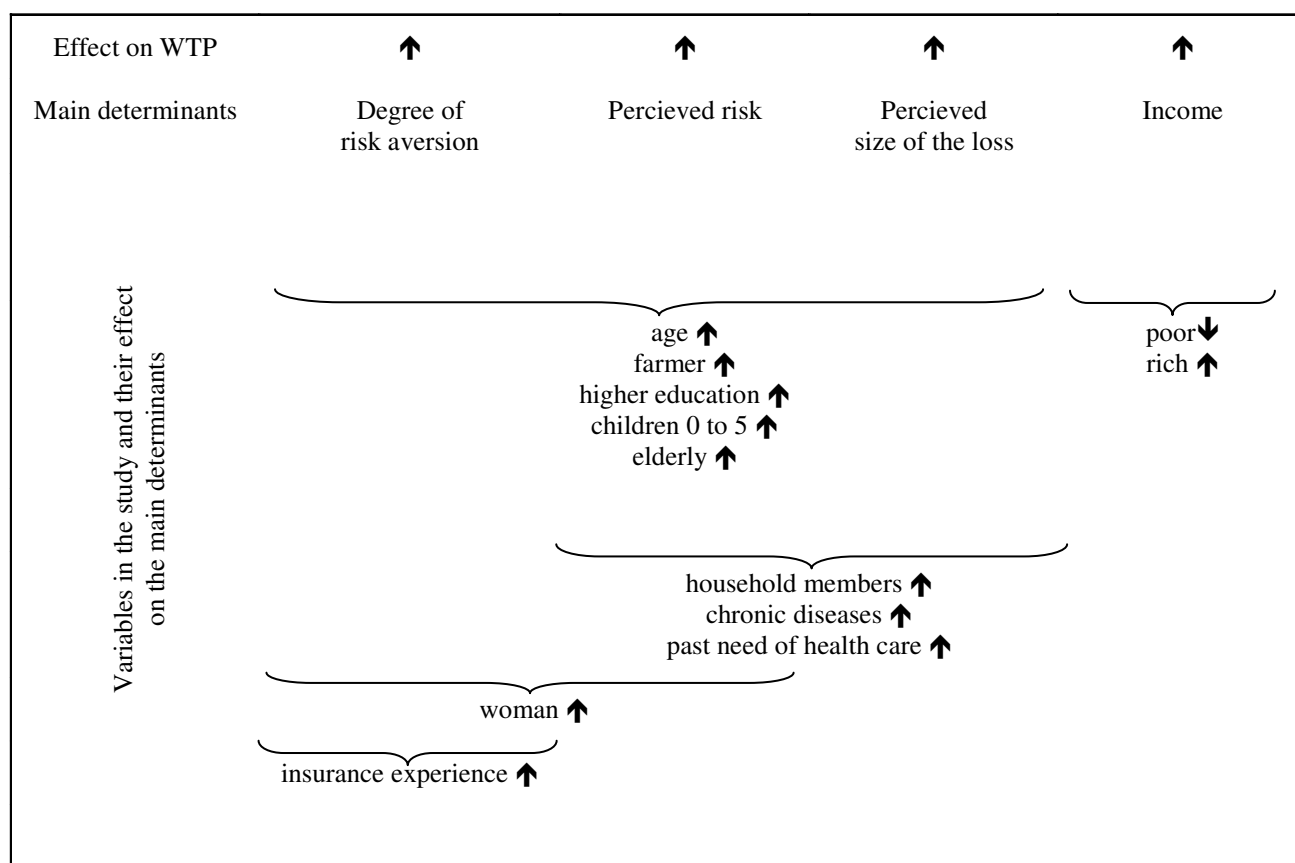 Effect on WTP 🡹 🡹 🡹 🡹
Main determinants Degree of risk aversion Percieved risk Percieved size of the loss Income
Variables in the study and their effect
on the main determinants
age 🡹
farmer 🡹
higher education 🡹
children 0 to 5 🡹
elderly 🡹
poor🡻
rich 🡹
household members 🡹
chronic diseases 🡹
past need of health care 🡹
woman 🡹
insurance experience 🡹